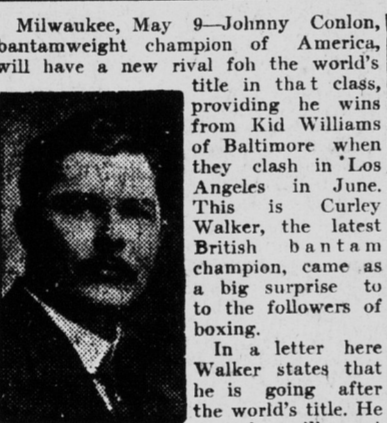 Milwaukee, May 9—Johnny Conlon,
bantamweight champion of America,
will have a new rival foh the world's
title in that class,
providing he wins
from Kid Williams
of Baltimore when
they clash in Los
Angeles in June.
This is Curley
Walker, the latest
British bantam
champion, came as
a big surprise to
to the followers of
boxing.
In a letter here
Walker states that
he is going after
the world's title. He